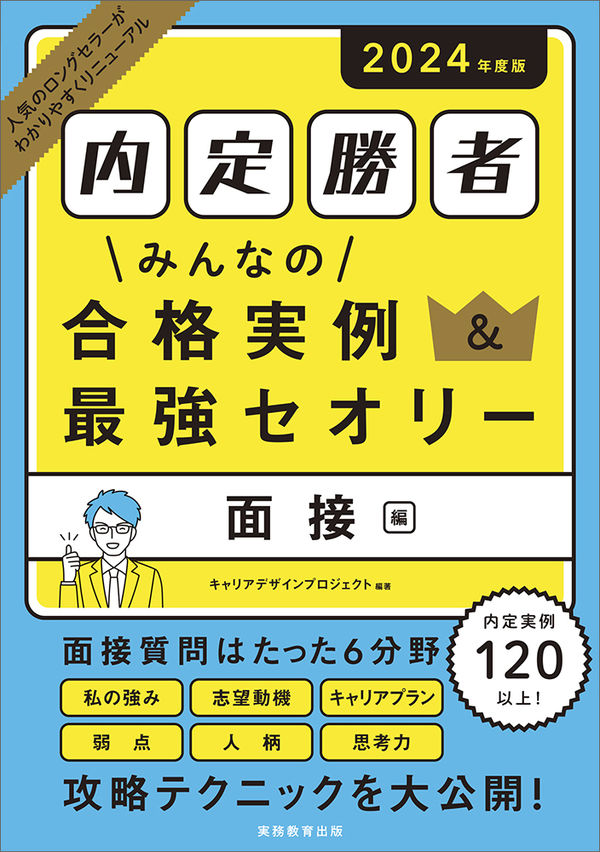 人気のロングセラーが
わかりやすくリニューアル
2024年度版
内定勝者
みんなの
合格実例&
最強セオリー
面接編
キャリアデザインプロジェクト 編著
面接質問はたった6分野
内定実例
120
以上!
私の強み 志望動機 キャリアプラン
弱点 人柄 思考力
攻略テクニックを大公開!
実務教育出版